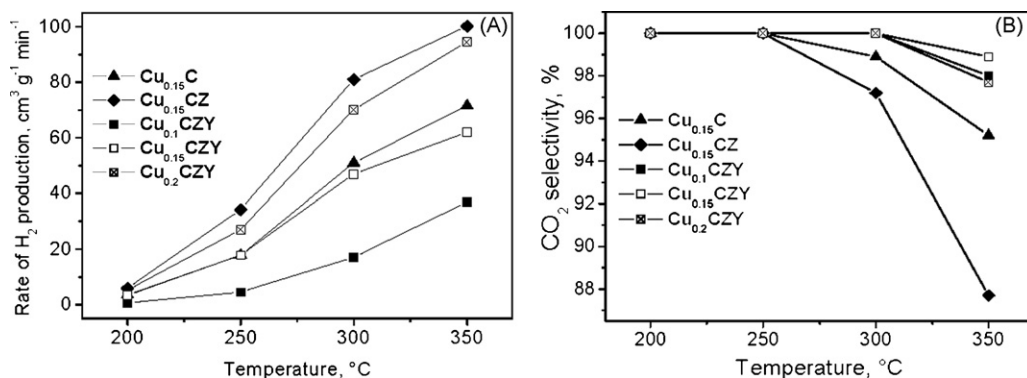 (A)
Rate of H₂ production, cm³ g⁻¹ min⁻¹
100
80
60
40
20
0
Cu₀.₁₅C
Cu₀.₁₅CZ
Cu₀.₁CZY
Cu₀.₁₅CZY
Cu₀.₂CZY
200 250 300 350
Temperature, °C
(B)
CO₂ selectivity, %
100
98
96
94
92
90
88
Cu₀.₁₅C
Cu₀.₁₅CZ
Cu₀.₁CZY
Cu₀.₁₅CZY
Cu₀.₂CZY
200 250 300 350
Temperature, °C